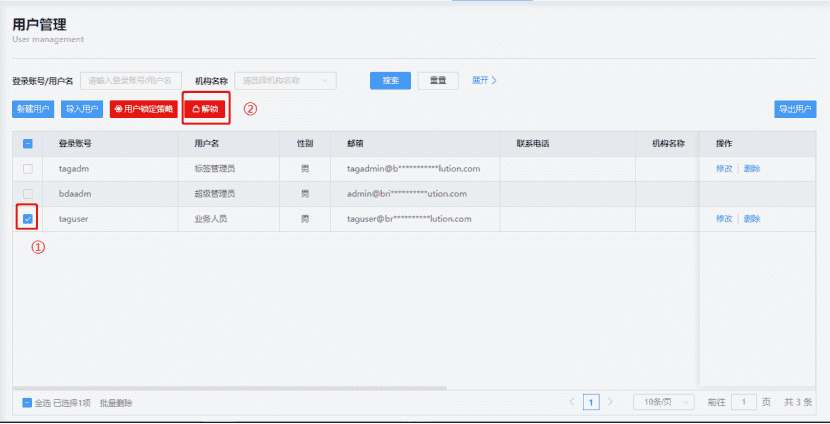 用户管理
User management
登录账号/用户名 请输入登录账号/用户名 机构名称 请选择机构名称 搜索 重置 展开
新建用户 导入用户 用户锁定策略 解锁 ② 导出用户
登录账号 用户名 性别 邮箱 联系电话 机构名称 操作
tagadm 标签管理员 男 tagadmin@b***********lution.com 修改 删除
bdaadm 超级管理员 男 admin@bri**********ution.com
taguser 业务人员 男 taguser@br**********lution.com 修改 删除
①
全选 已选择1项 批量删除 1 10条/页 前往 1 页 共 3 条